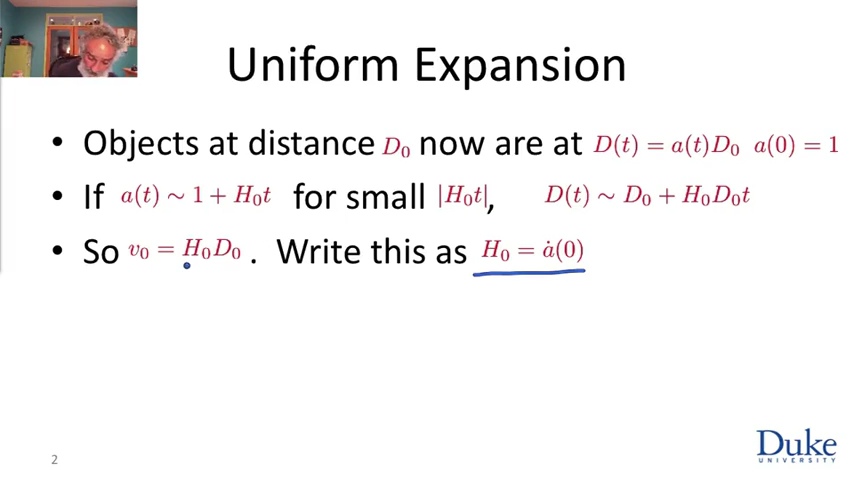 Uniform Expansion
• Objects at distance D₀ now are at D(t) = a(t)D₀ a(0) = 1
• If a(t) ∼ 1 + H₀t for small |H₀t|, D(t) ∼ D₀ + H₀D₀t
• So v₀ = H₀D₀ . Write this as H₀ = ȧ(0)
2
Duke
UNIVERSITY